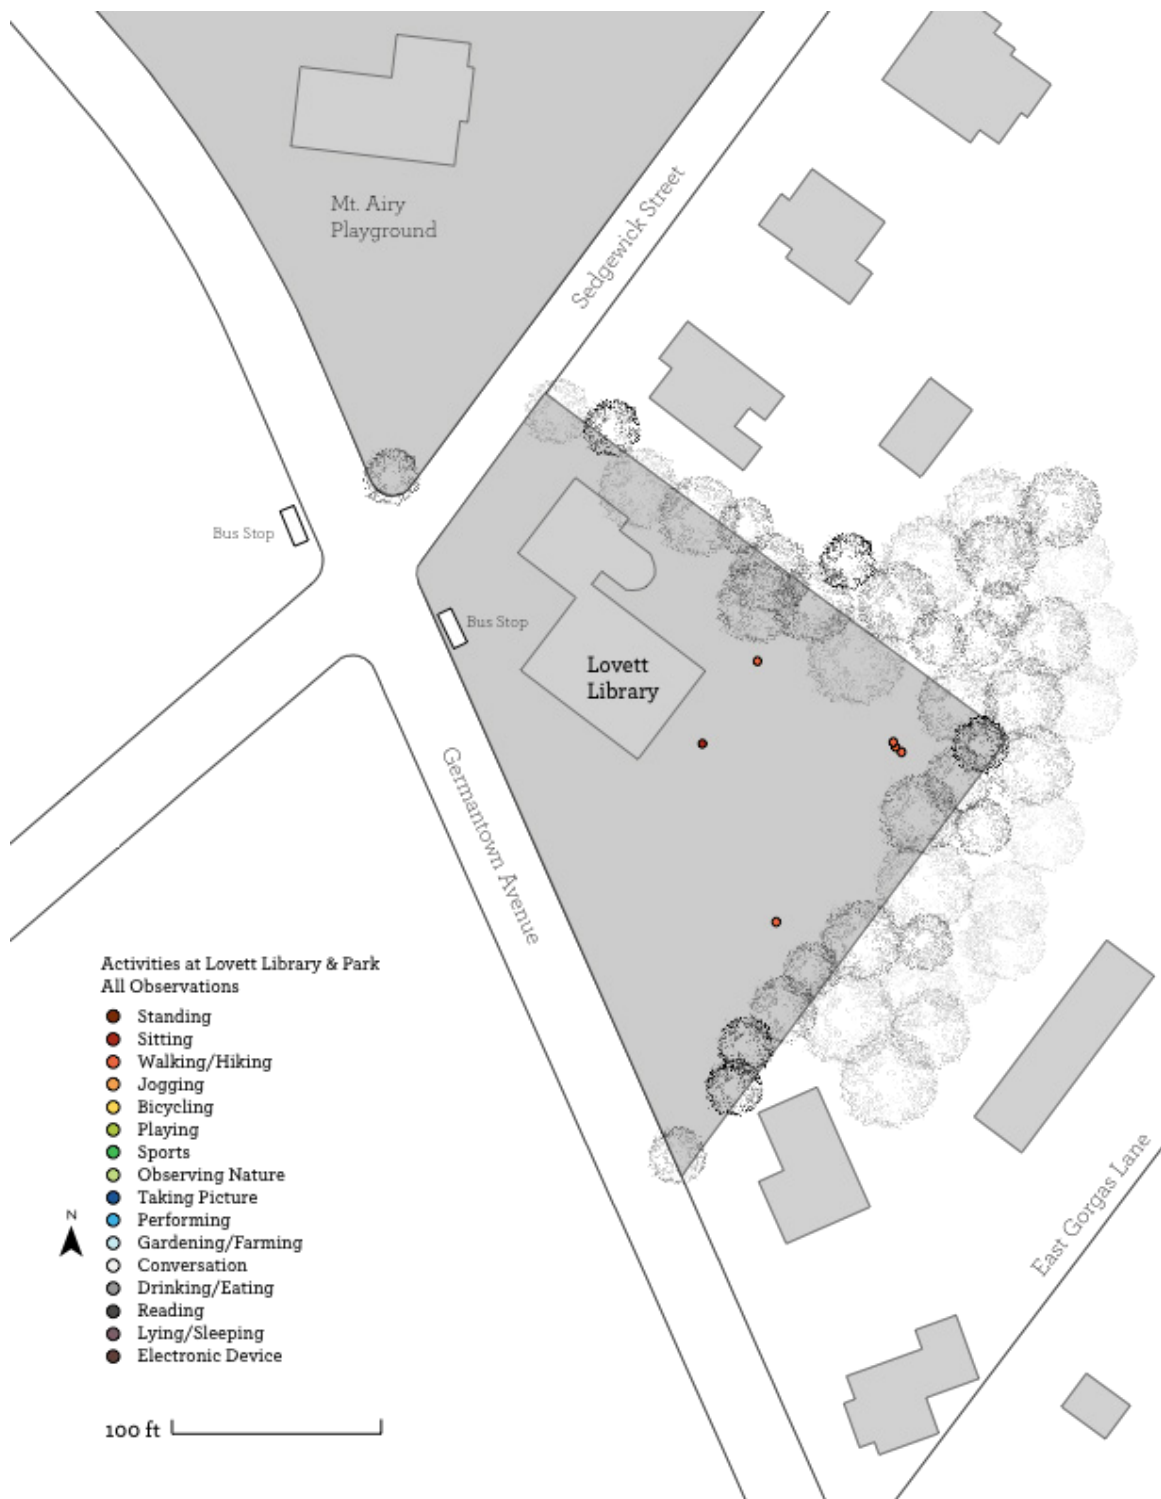 Mt. Airy
Playground
Sedgewick Street
Bus Stop
Bus Stop
Lovett
Library
Germantown Avenue
Activities at Lovett Library & Park
All Observations
Standing
Sitting
Walking/Hiking
Jogging
Bicycling
Playing
Sports
Observing Nature
Taking Picture
Performing
Gardening/Farming
Conversation
Drinking/Eating
Reading
Lying/Sleeping
Electronic Device
N
East Gorgas Lane
100 ft